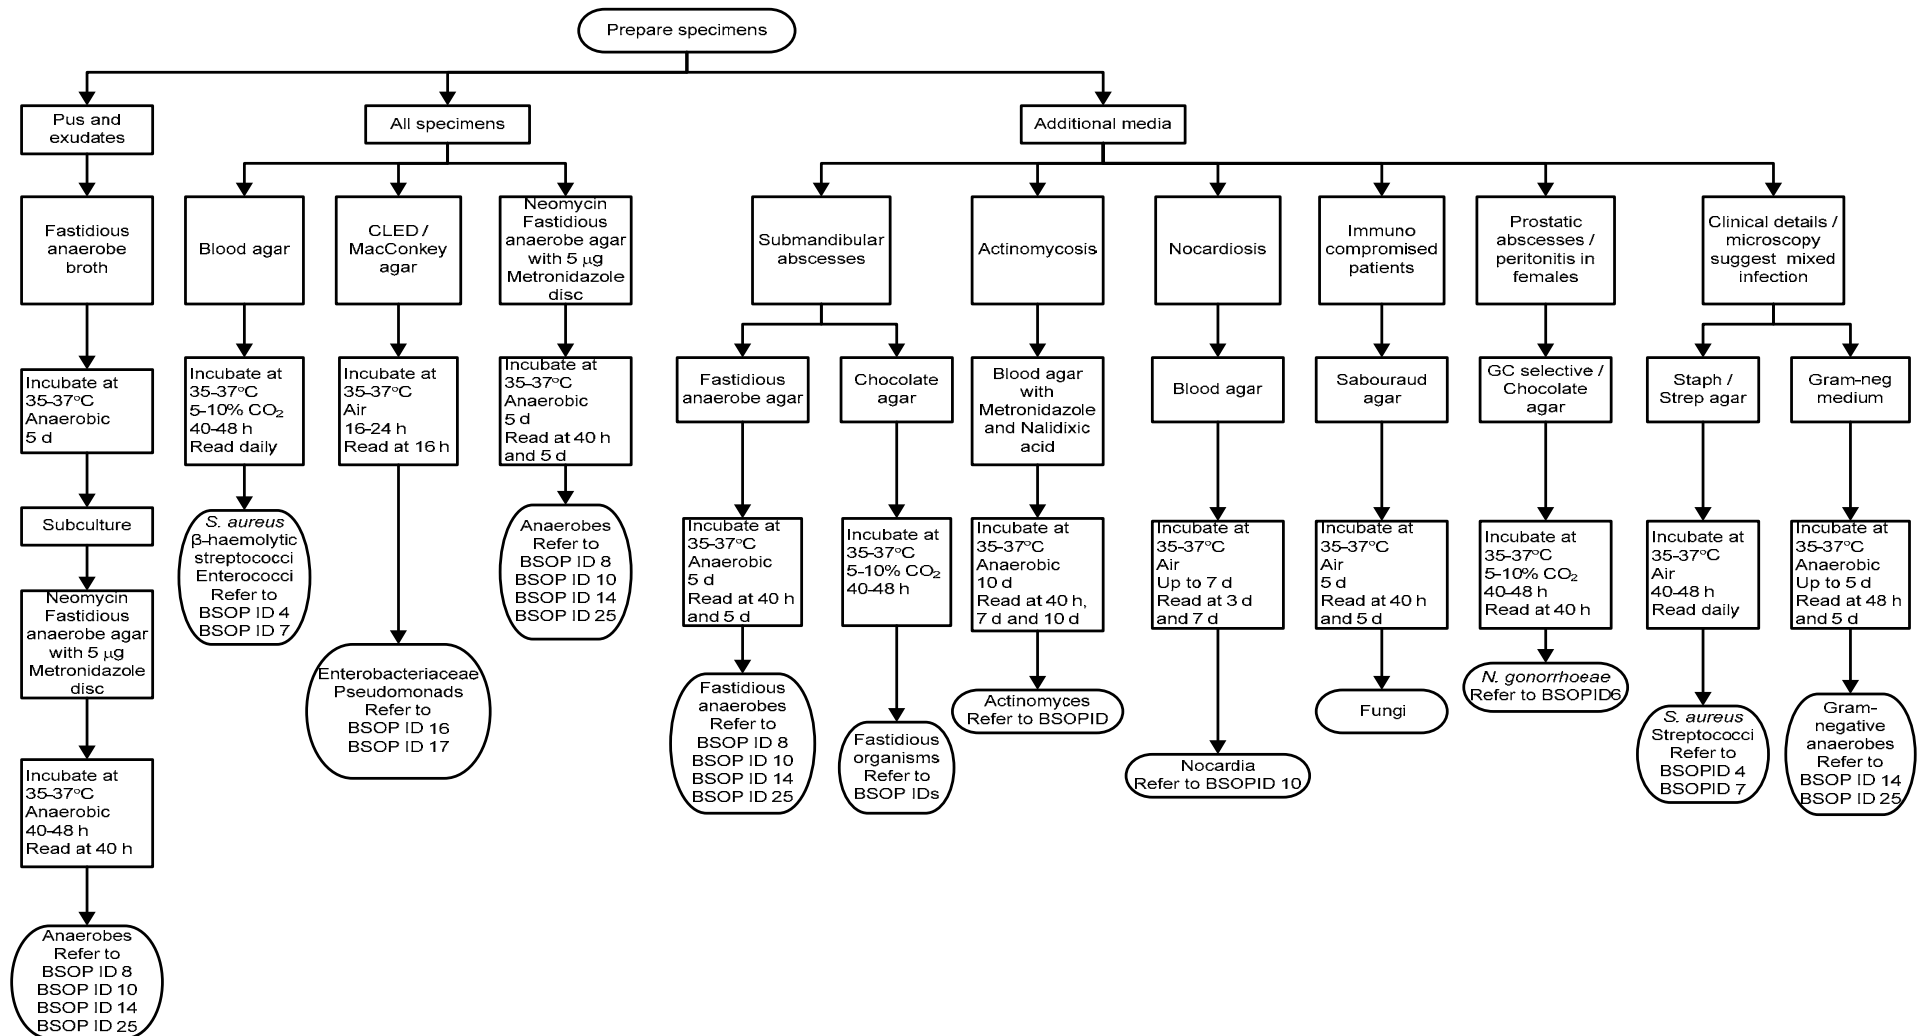 Prepare specimens
Pus and
exudates
All specimens
Additional media
Fastidious
anaerobe
broth
Blood agar
CLED /
MacConkey
agar
Neomycin
Fastidious
anaerobe agar
with 5 µg
Metronidazole
disc
Submandibular
abscesses
Actinomycosis
Nocardiosis
Immuno
compromised
patients
Prostatic
abscesses /
peritonitis in
females
Clinical details /
microscopy
suggest mixed
infection
Incubate at
35-37°C
Anaerobic
5 d
Incubate at
35-37°C
5-10% CO₂
40-48 h
Read daily
Incubate at
35-37°C
Air
16-24 h
Read at 16 h
Incubate at
35-37°C
Anaerobic
5 d
Read at 40 h
and 5 d
Fastidious
anaerobe agar
Chocolate
agar
Blood agar
with
Metronidazole
and Nalidixic
acid
Blood agar
Sabouraud
agar
GC selective /
Chocolate
agar
Staph /
Strep agar
Gram-neg
medium
Subculture
S. aureus
β-haemolytic
streptococci
Enterococci
Refer to
BSOP ID 4
BSOP ID 7
Anaerobes
Refer to
BSOP ID 8
BSOP ID 10
BSOP ID 14
BSOP ID 25
Incubate at
35-37°C
Anaerobic
5 d
Read at 40 h
and 5 d
Incubate at
35-37°C
5-10% CO₂
40-48 h
Incubate at
35-37°C
Anaerobic
10 d
Read at 40 h,
7 d and 10 d
Incubate at
35-37°C
Air
Up to 7 d
Read at 3 d
and 7 d
Incubate at
35-37°C
Air
5 d
Read at 40 h
and 5 d
Incubate at
35-37°C
5-10% CO₂
40-48 h
Read at 40 h
Incubate at
35-37°C
Air
40-48 h
Read daily
Incubate at
35-37°C
Anaerobic
Up to 5 d
Read at 48 h
and 5 d
Neomycin
Fastidious
anaerobe agar
with 5 µg
Metronidazole
disc
Enterobacteriaceae
Pseudomonads
Refer to
BSOP ID 16
BSOP ID 17
Fastidious
anaerobes
Refer to
BSOP ID 8
BSOP ID 10
BSOP ID 14
BSOP ID 25
Fastidious
organisms
Refer to
BSOP IDs
Actinomyces
Refer to BSOPID
Nocardia
Refer to BSOPID 10
Fungi
N. gonorrhoeae
Refer to BSOPID6
S. aureus
Streptococci
Refer to
BSOPID 4
BSOPID 7
Gram-
negative
anaerobes
Refer to
BSOP ID 14
BSOP ID 25
Incubate at
35-37°C
Anaerobic
40-48 h
Read at 40 h
Anaerobes
Refer to
BSOP ID 8
BSOP ID 10
BSOP ID 14
BSOP ID 25